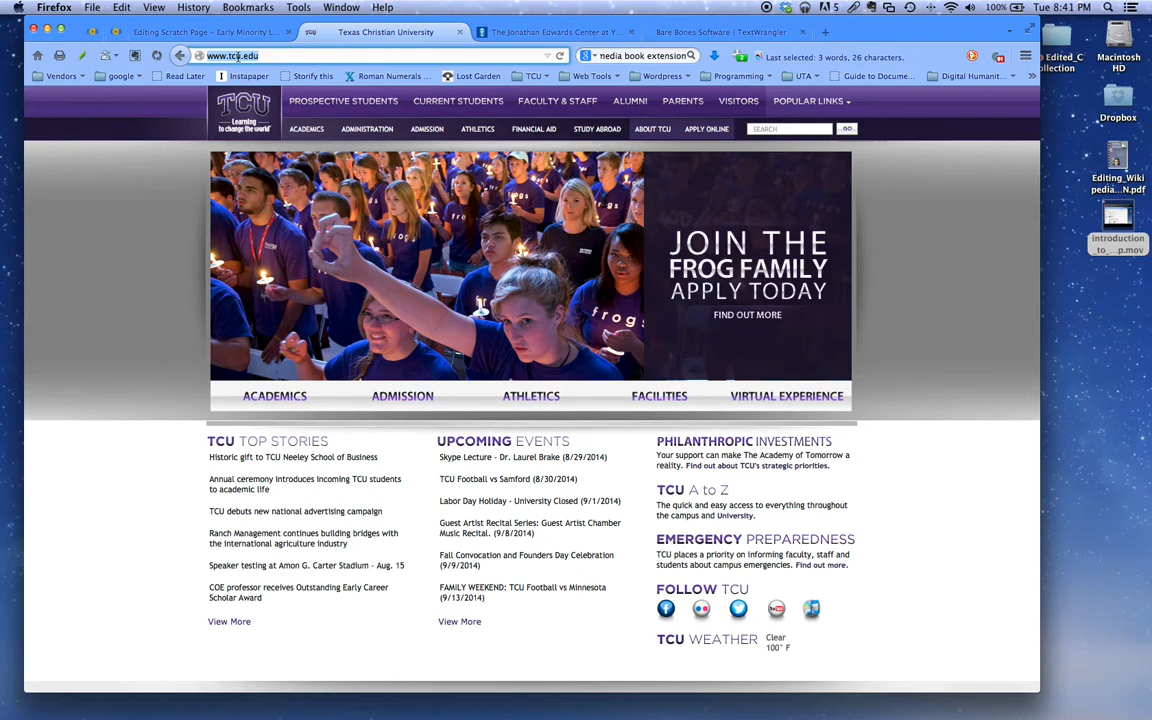 Firefox File Edit View History Bookmarks Tools Window Help 5 100% Tue 8:41 PM
Editing Scratch Page – Early Minority L... Texas Christian University The Jonathan Edwards Center at Y... Bare Bones Software | TextWrangler
www.tcu.edu nedia book extension Last selected: 3 words, 26 characters.
Vendors google Read Later Instapaper Storify this Roman Numerals ... Lost Garden TCU Web Tools Wordpress Programming UTA Guide to Docume... Digital Humanit...
TCU
Learning
to change the world
PROSPECTIVE STUDENTS CURRENT STUDENTS FACULTY & STAFF ALUMNI PARENTS VISITORS POPULAR LINKS
ACADEMICS ADMINISTRATION ADMISSION ATHLETICS FINANCIAL AID STUDY ABROAD ABOUT TCU APPLY ONLINE SEARCH GO
frogs
JOIN THE
FROG FAMILY
APPLY TODAY
FIND OUT MORE
ACADEMICS ADMISSION ATHLETICS FACILITIES VIRTUAL EXPERIENCE
TCU TOP STORIES
Historic gift to TCU Neeley School of Business
Annual ceremony introduces incoming TCU students
to academic life
TCU debuts new national advertising campaign
Ranch Management continues building bridges with
the international agriculture industry
Speaker testing at Amon G. Carter Stadium - Aug. 15
COE professor receives Outstanding Early Career
Scholar Award
View More
UPCOMING EVENTS
Skype Lecture - Dr. Laurel Brake (8/29/2014)
TCU Football vs Samford (8/30/2014)
Labor Day Holiday - University Closed (9/1/2014)
Guest Artist Recital Series: Guest Artist Chamber
Music Recital. (9/8/2014)
Fall Convocation and Founders Day Celebration
(9/9/2014)
FAMILY WEEKEND: TCU Football vs Minnesota
(9/13/2014)
View More
PHILANTHROPIC INVESTMENTS
Your support can make The Academy of Tomorrow a
reality. Find out about TCU's strategic priorities.
TCU A to Z
The quick and easy access to everything throughout
the campus and University.
EMERGENCY PREPAREDNESS
TCU places a priority on informing faculty, staff and
students about campus emergencies. Find out more.
FOLLOW TCU
TCU WEATHER Clear
100° F
Edited_C
ollection
Macintosh
HD
Dropbox
Editing_Wiki
pedia...N.pdf
introduction
_to_...p.mov